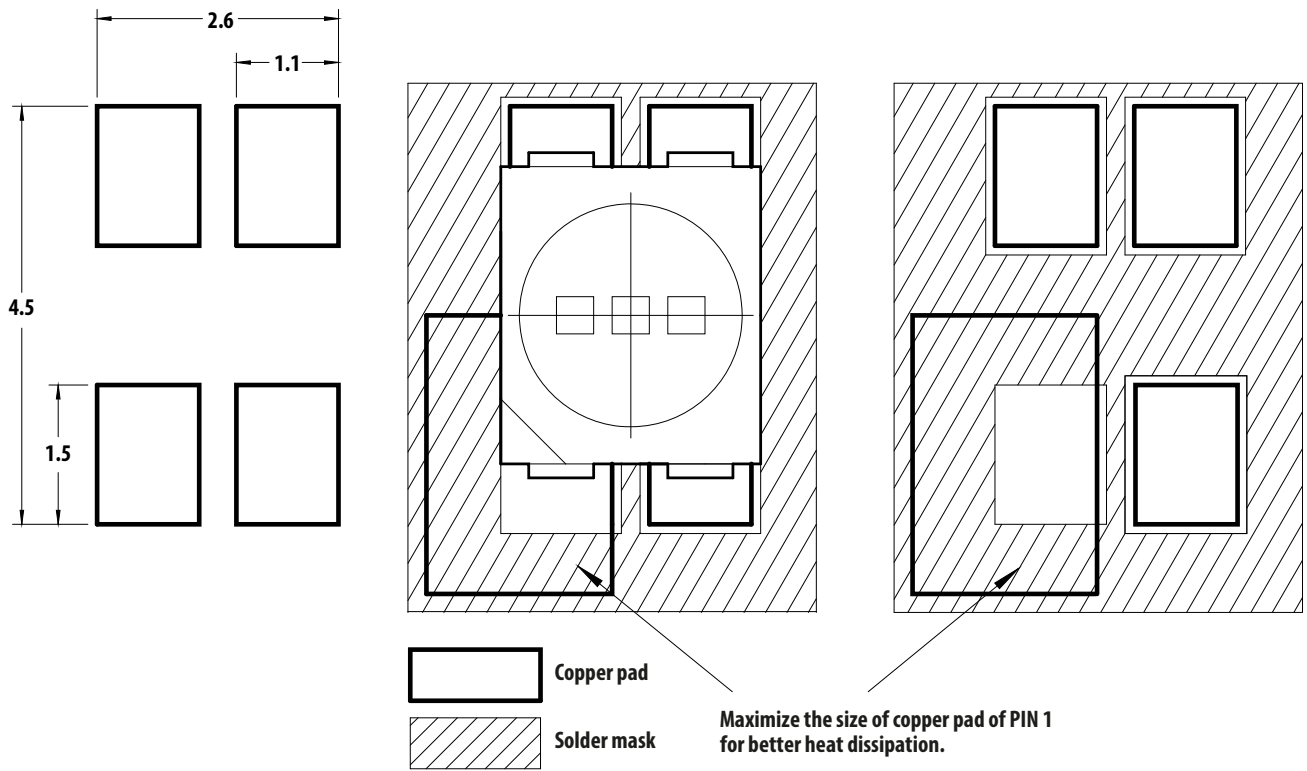 2.6
1.1
4.5
1.5
Copper pad
Solder mask
Maximize the size of copper pad of PIN 1
for better heat dissipation.